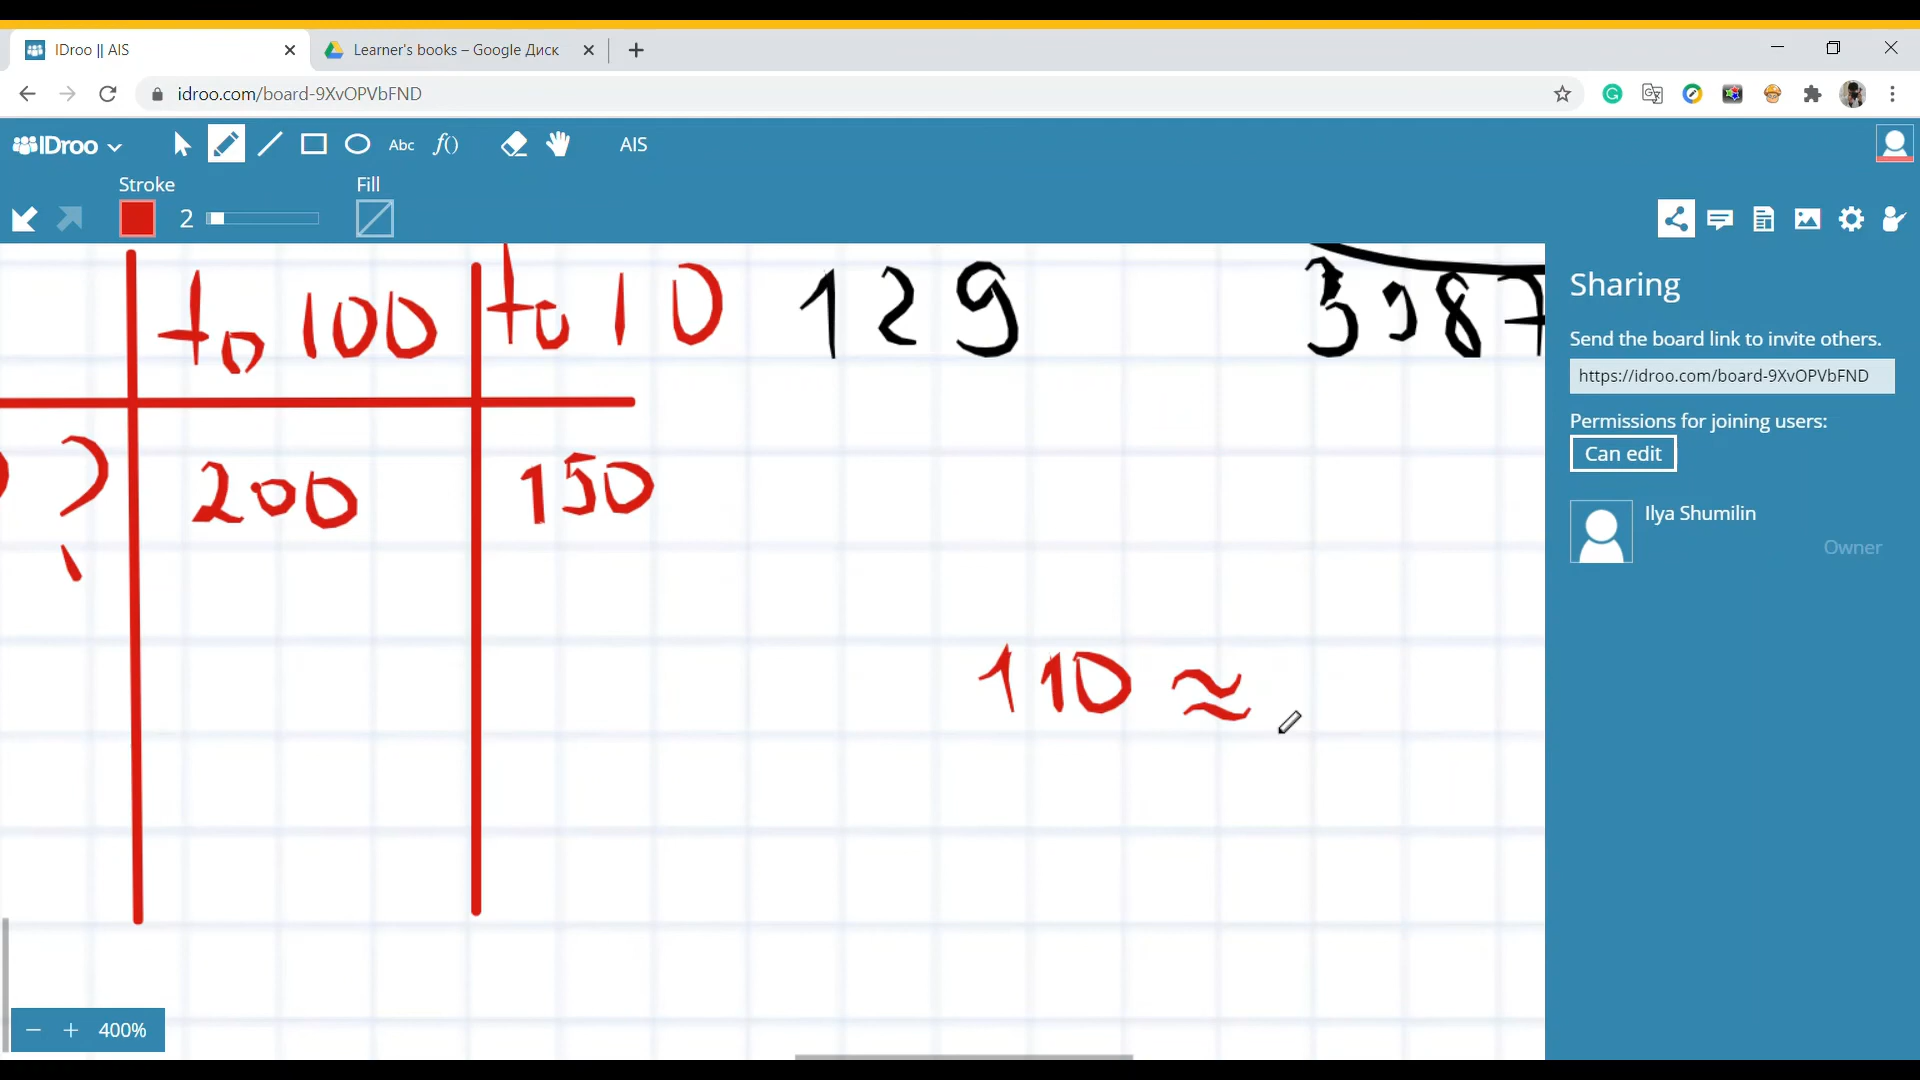 IDroo || AIS
Learner's books – Google Диск
idroo.com/board-9XvOPVbFND
IDroo
Abc
f()
AIS
Stroke
Fill
2
to 100
to 10
129
3987
200
150
110 ≈
Sharing
Send the board link to invite others.
https://idroo.com/board-9XvOPVbFND
Permissions for joining users:
Can edit
Ilya Shumilin
Owner
400%